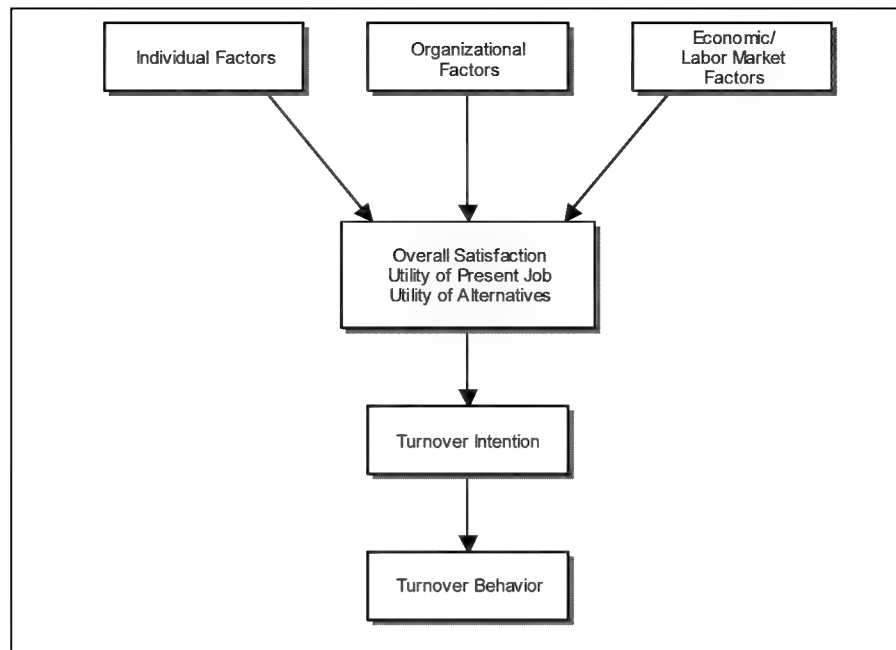 Individual Factors
Organizational
Factors
Economic/
Labor Market
Factors
Overall Satisfaction
Utility of Present Job
Utility of Alternatives
Turnover Intention
Turnover Behavior